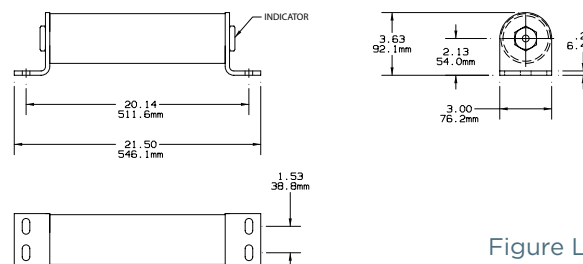 INDICATOR
3.63
92.1mm
2.13
54.0mm
20.14
511.6mm
3.00
76.2mm
21.50
546.1mm
1.53
38.8mm
Figure L